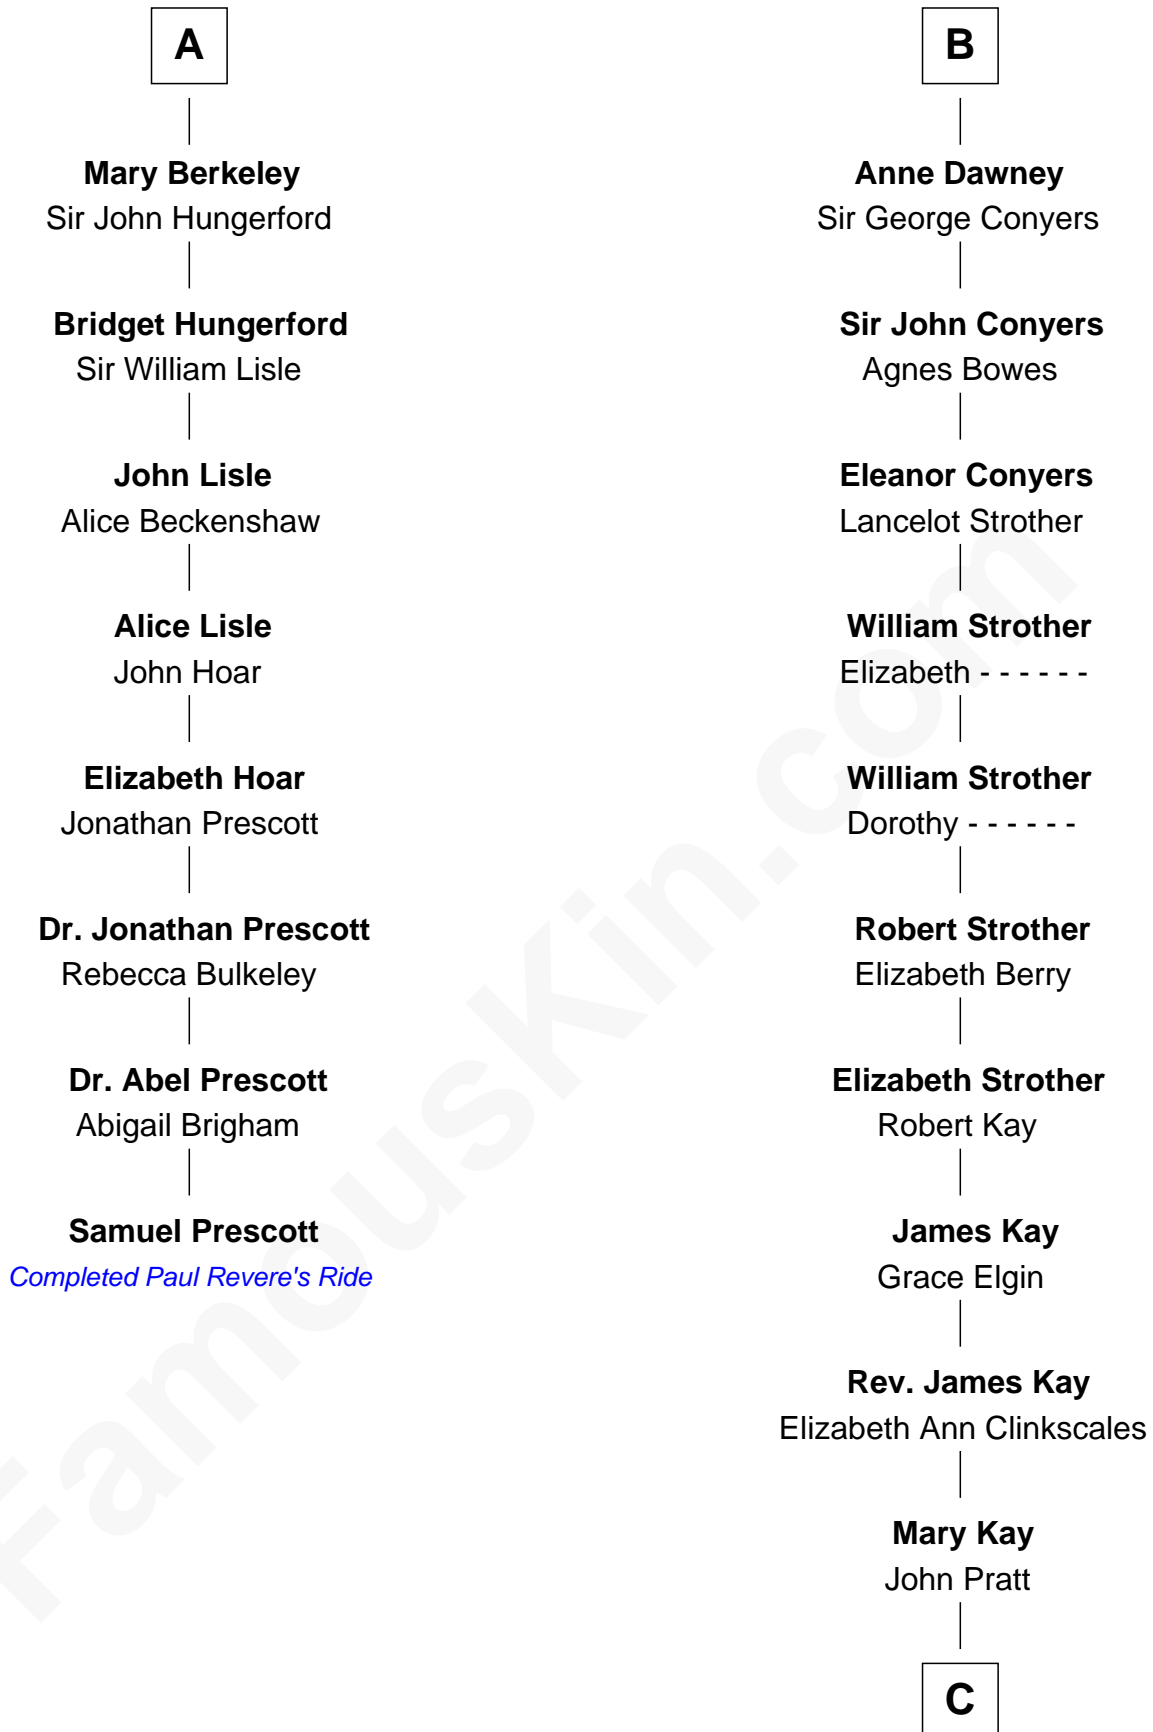 A
Mary Berkeley
Sir John Hungerford
Bridget Hungerford
Sir William Lisle
John Lisle
Alice Beckenshaw
Alice Lisle
John Hoar
Elizabeth Hoar
Jonathan Prescott
Dr. Jonathan Prescott
Rebecca Bulkeley
Dr. Abel Prescott
Abigail Brigham
Samuel Prescott
Completed Paul Revere's Ride
B
Anne Dawney
Sir George Conyers
Sir John Conyers
Agnes Bowes
Eleanor Conyers
Lancelot Strother
William Strother
Elizabeth - - - - - -
William Strother
Dorothy - - - - - -
Robert Strother
Elizabeth Berry
Elizabeth Strother
Robert Kay
James Kay
Grace Elgin
Rev. James Kay
Elizabeth Ann Clinkscales
Mary Kay
John Pratt
C
FamousKin.com